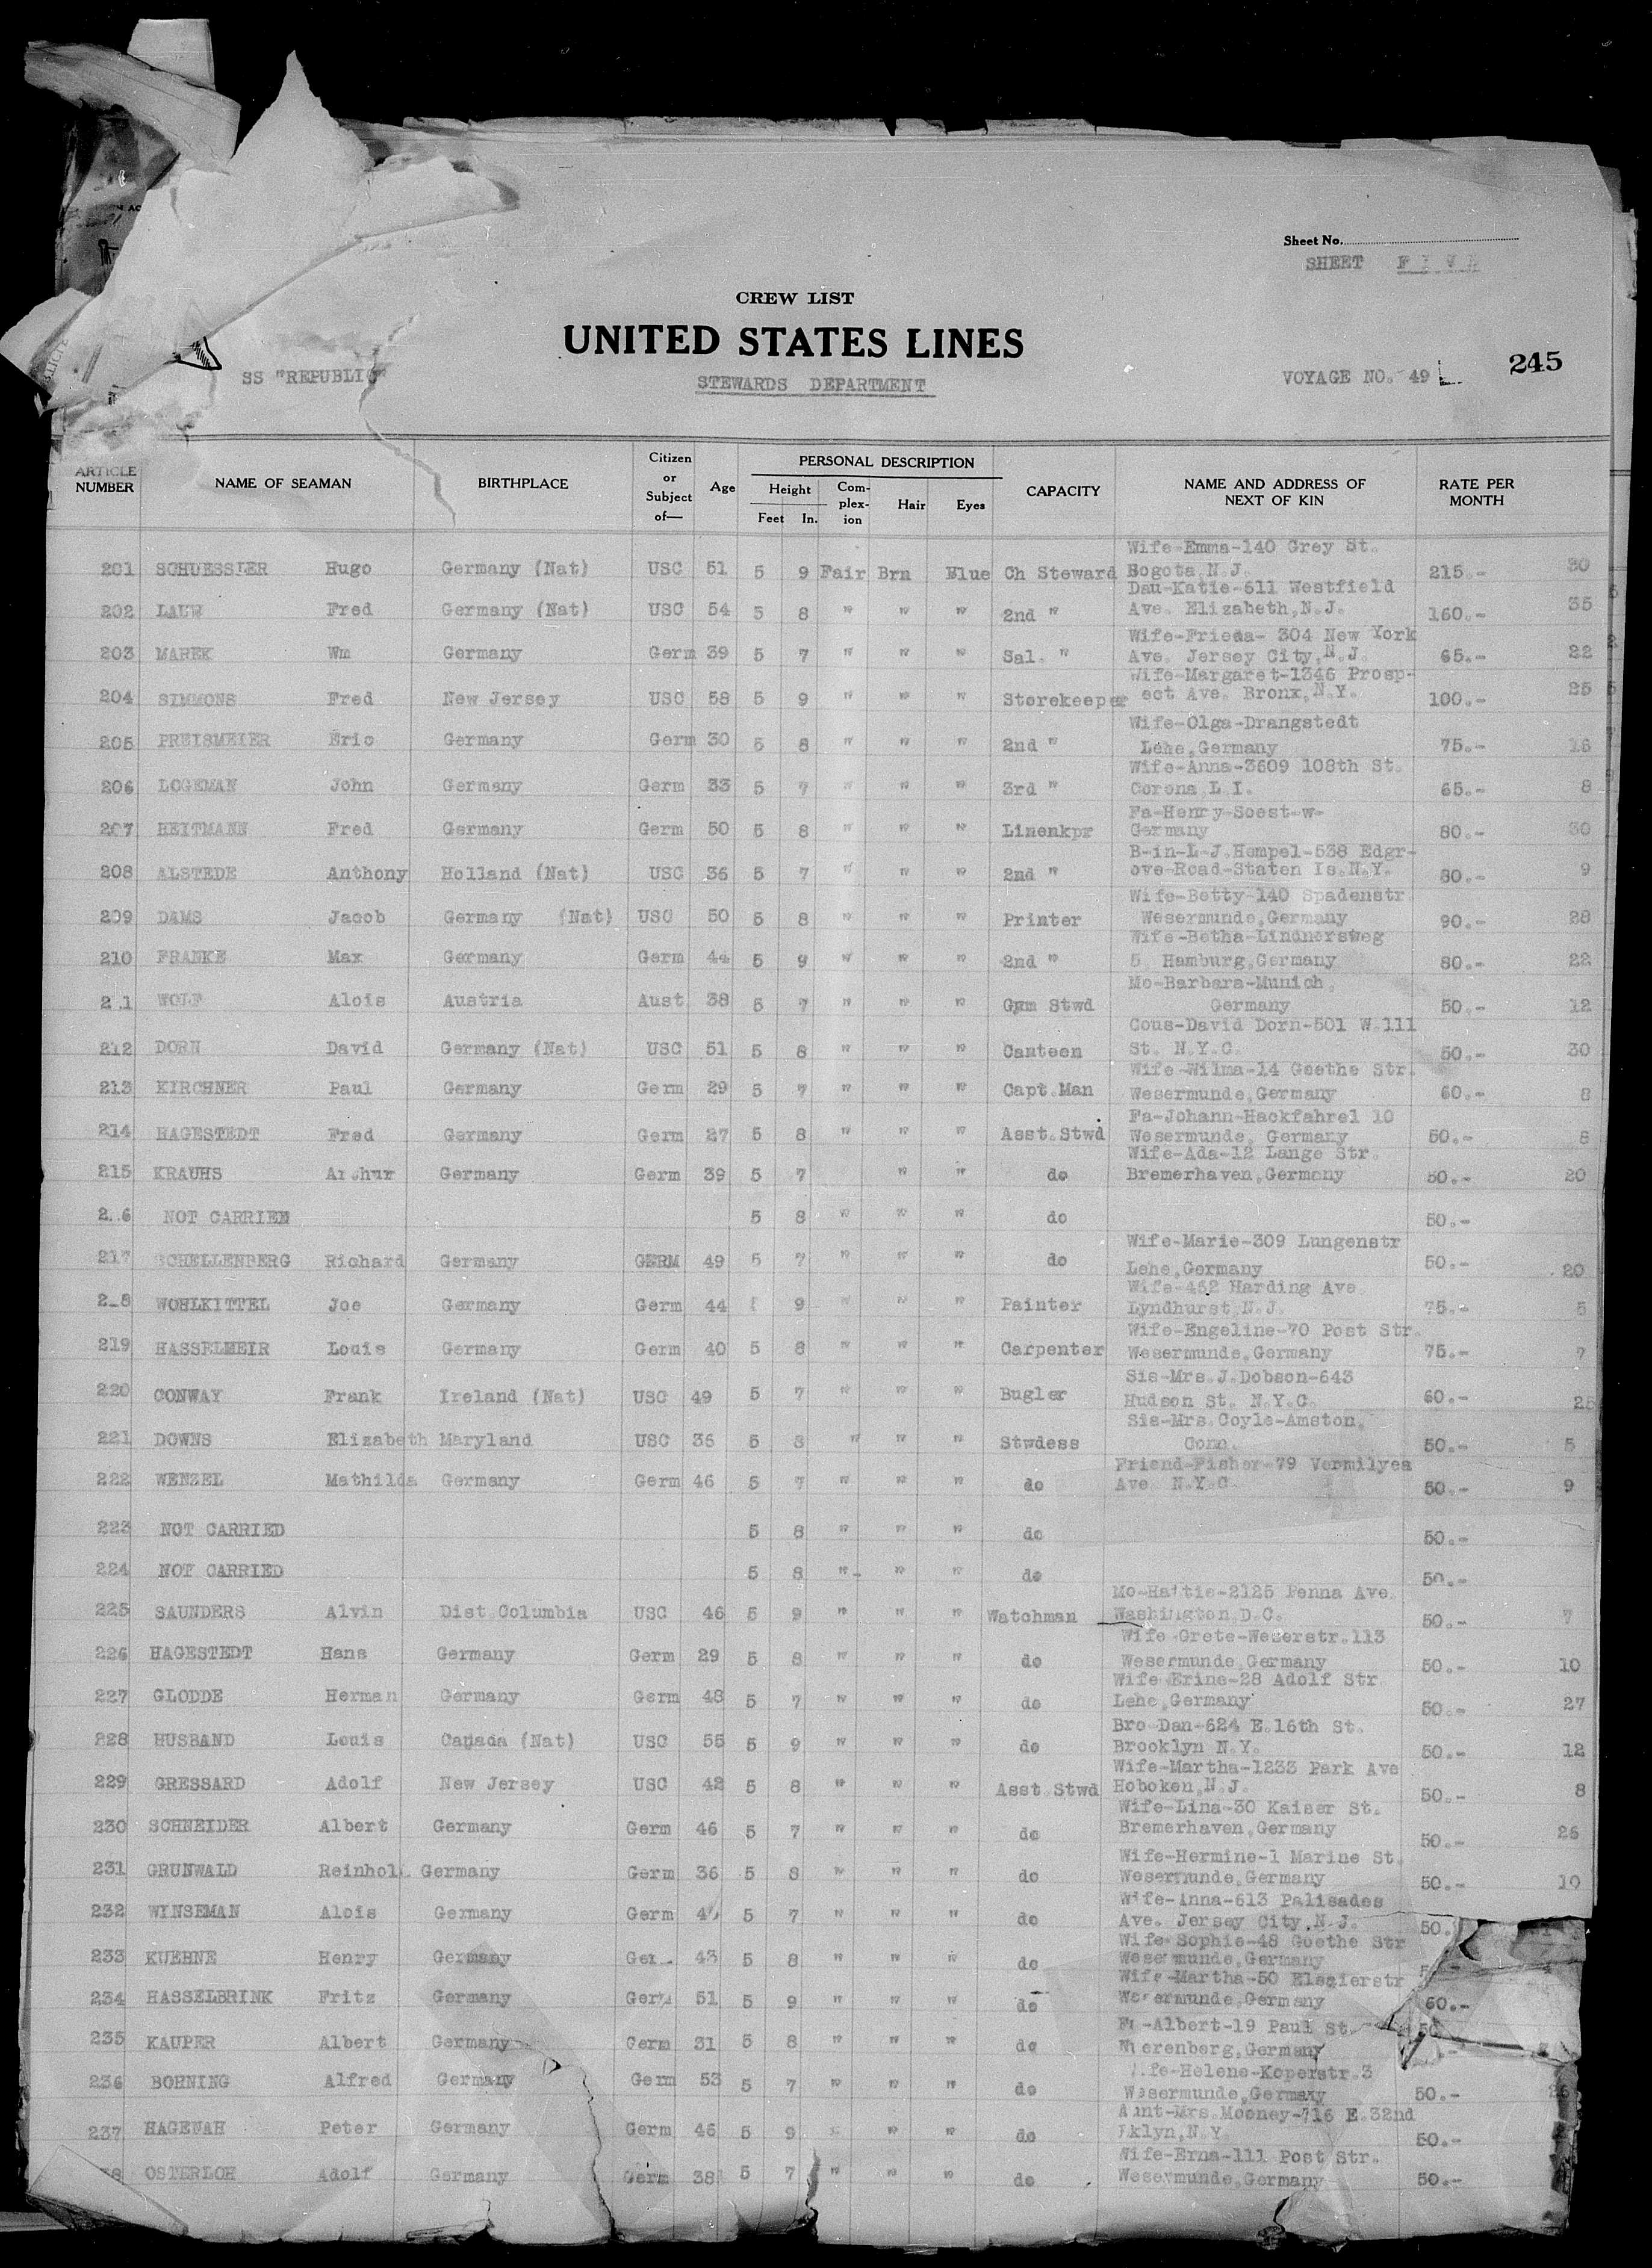 Sheet No.
SHEET F I V E
CREW LIST
UNITED STATES LINES
SS "REPUBLIC"
STEWARDS DEPARTMENT
VOYAGE NO. 49
245
ARTICLE NUMBER NAME OF SEAMAN BIRTHPLACE Citizen or Subject of— Age PERSONAL DESCRIPTION Height Feet In. Complexion Hair Eyes CAPACITY NAME AND ADDRESS OF NEXT OF KIN RATE PER MONTH
Wife-Emma-140 Grey St.
201 SCHUESSLER Hugo Germany (Nat) USC 51 5 9 Fair Brn Blue Ch Steward Bogota N.J. 215.- 30
Dau-Katie-611 Westfield
202 LAUE Fred Germany (Nat) USC 54 5 8 " " " 2nd " Ave. Elizabeth,N.J. 160.- 35
Wife-Frieda- 304 New York
203 MAREK Wm Germany Germ 39 5 7 " " " Sal. " Ave. Jersey City,N.J. 65.- 22
Wife-Margaret-1346 Prosp-
204 SIMMONS Fred New Jersey USC 58 5 9 " " " Storekeeper ect Ave. Bronx,N.Y. 100.- 25
Wife-Olga-Drangstedt
205 PREISMEIER Eric Germany Germ 30 5 8 " " " 2nd " Lehe,Germany 75.- 16
Wife-Anna-3609 108th St.
206 LOGEMAN John Germany Germ 33 5 7 " " " 3rd " Corona L I. 65.- 8
Fa-Henry-Soest-w-
207 REITMANN Fred Germany Germ 50 5 8 " " " Linenkpr Germany 80.- 30
B-in-L-J.Hempel-538 Edgr-
208 ALSTEDE Anthony Holland (Nat) USC 36 5 7 " " " 2nd " ove-Road-Staten Is.N.Y. 80.- 9
Wife-Betty-140 Spadenstr
209 DAMS Jacob Germany (Nat) USC 50 5 8 " " " Printer Wesermunde,Germany 90.- 28
Wife-Betha-Lindnersweg
210 FRANKE Max Germany Germ 44 5 9 " " " 2nd " 5 Hamburg,Germany 80.- 22
Mo-Barbara-Munich,
2.1 WOLF Alois Austria Aust. 38 5 7 " " " Gym Stwd Germany 50.- 12
Cous-David Dorn-501 W.111
212 DORN David Germany (Nat) USC 51 5 8 " " " Canteen St. N.Y.C. 50.- 30
Wife-Wilma-14 Goethe Str.
213 KIRCHNER Paul Germany Germ 29 5 7 " " " Capt.Man Wesermunde,Germany 60.- 8
Fa-Johann-Hackfahrel 10
214 HAGESTEDT Fred Germany Germ 27 5 8 " " " Asst.Stwd Wesermunde, Germany 50.- 8
Wife-Ada-12 Lange Str.
215 KRAUHS Arthur Germany Germ 39 5 7 " " do Bremerhaven,Germany 50.- 20
2.6 NOT CARRIED 5 8 " " " do 50.-
Wife-Marie-309 Lungenstr
217 SCHELLENBERG Richard Germany GERM 49 5 7 " " " do Lehe,Germany 50.- 20
Wife-452 Harding Ave.
2.8 WOHLKITTEL Joe Germany Germ 44 9 " " " Painter Lyndhurst,N.J. 75.- 5
Wife-Engeline-70 Post Str.
219 HASSELMEIR Louis Germany Germ 40 5 8 " " " Carpenter Wesermunde,Germany 75.- 7
Sis-Mrs.J.Dobson-643
220 CONWAY Frank Ireland (Nat) USC 49 5 7 " " " Bugler Hudson St. N.Y.C. 60.- 25
Sis-Mrs.Coyle-Amston.
221 DOWNS Elizabeth Maryland USC 36 5 8 " " " Stwdess Conn. 50.- 5
Friend-Fisher-79 Vermilyea
222 WENZEL Mathilda Germany Germ 46 5 7 " " " do Ave N.Y.C. 50.- 9
223 NOT CARRIED 5 8 " " " do 50.-
224 NOT CARRIED 5 8 " " " do 50.-
Mo-Hattie-2125 Penna Ave.
225 SAUNDERS Alvin Dist.Columbia USC 46 5 9 " " " Watchman Washington,D.C. 50.- 7
Wife-Grete-Weserstr.113
226 HAGESTEDT Hans Germany Germ 29 5 8 " " " do Wesermunde,Germany 50.- 10
Wife Erine-28 Adolf Str.
227 GLODDE Herman Germany Germ 48 5 7 " " " do Lehe,Germany 50.- 27
Bro-Dan-624 E.16th St.
228 HUSBAND Louis Canada (Nat) USC 55 5 9 " " " do Brooklyn N.Y. 50.- 12
Wife-Martha-1233 Park Ave
229 GRESSARD Adolf New Jersey USC 42 5 8 " " " Asst.Stwd Hoboken,N.J. 50.- 8
Wife-Lina-30 Kaiser St.
230 SCHNEIDER Albert Germany Germ 46 5 7 " " " do Bremerhaven,Germany 50.- 26
Wife-Hermine-1 Marine St.
231 GRUNWALD Reinhold Germany Germ 36 5 8 " " " do Wesermunde,Germany 50.- 10
Wife-Anna-613 Palisades
232 WINSEMAN Alois Germany Germ 5 7 " " " do Ave. Jersey City,N.J. 50.
Wife-Sophie-48 Goethe Str
233 KUEHNE Henry Germany Ger 43 5 8 " " " do Wesermunde,Germany
Wife-Martha-50 Elsgierstr
234 HASSELBRINK Fritz Germany Germ 51 5 9 " " " do Wesermunde,Germany 50.-
Albert-19 Paul St.
235 KAUPER Albert Germany Germ 31 5 8 " " " do Germany 50
Wife-Helene-Koperstr.3
236 BOHNING Alfred Germany Germ 53 5 7 " " " do Wesermunde,Germany 50.- 26
Aunt-Mrs.Mooney-716 E.32nd
237 HAGENAH Peter Germany Germ 46 5 9 " " do Bklyn,N.Y. 50.-
Wife-Erna-111 Post Str.
38 OSTERLOH Adolf Germany Germ 38 5 7 " " " do Wesermunde,Germany 50.-